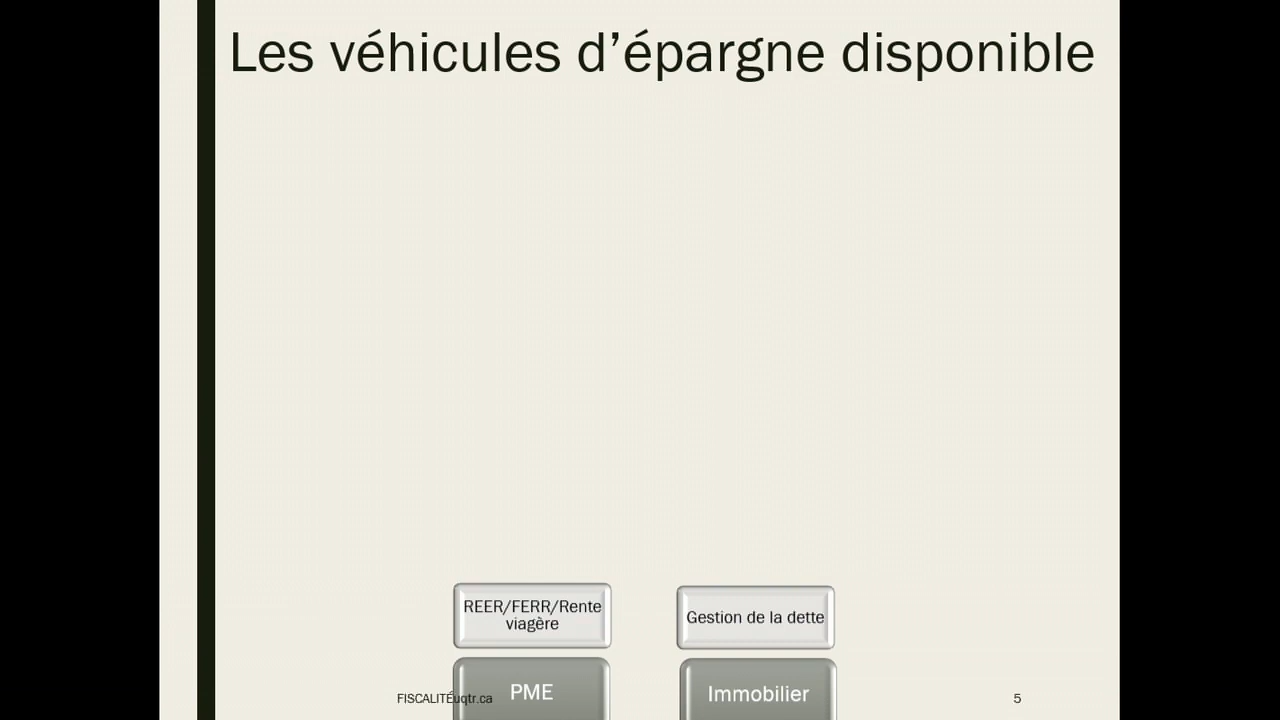 Les véhicules d’épargne disponible
REER/FERR/Rente
viagère
Gestion de la dette
PME
Immobilier
FISCALITÉuqtr.ca
5